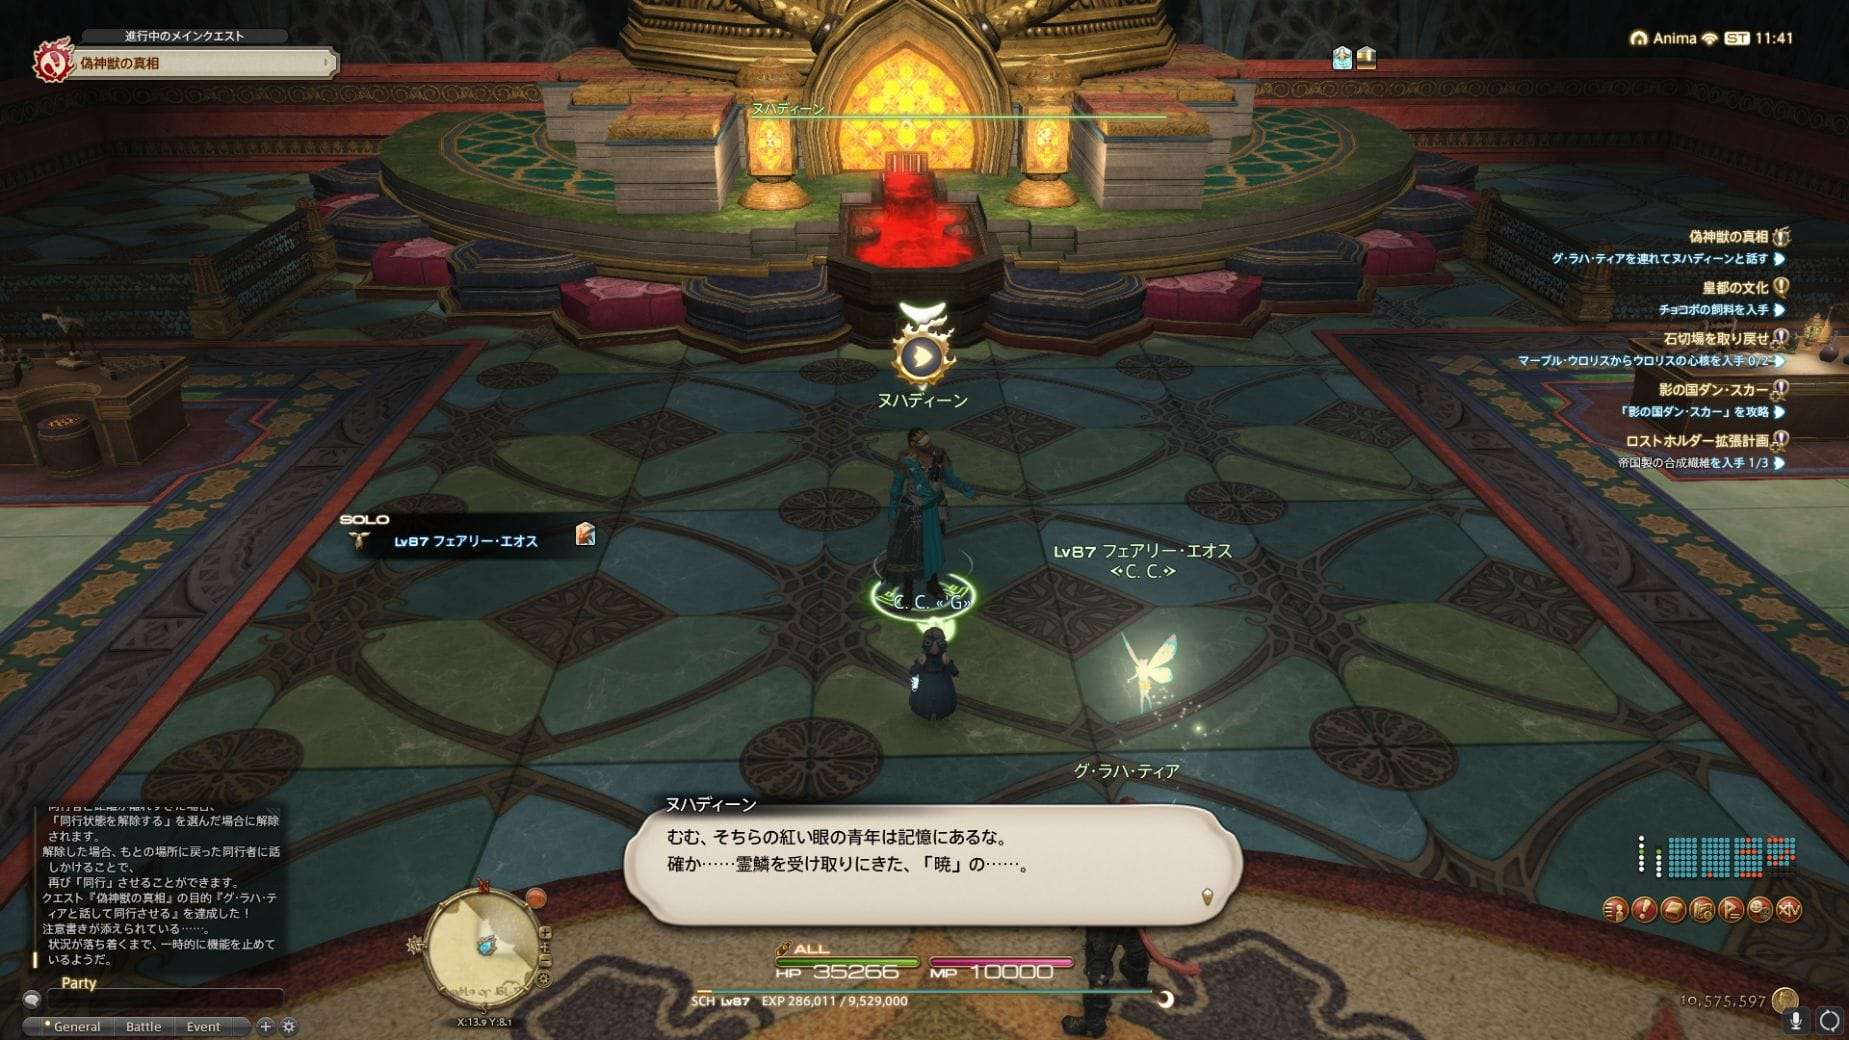 進行中のメインクエスト
偽神獣の真相
Anima ST 11:41
ヌハディーン
偽神獣の真相
グ・ラハ・ティアを連れてヌハディーンと話す
皇都の文化
チョコボの飼料を入手
石切場を取り戻せ
マーブル・ウロリスからウロリスの心核を入手 0/2
影の国ダン・スカー
「影の国ダン・スカー」を攻略
ロストホルダー拡張計画
帝国製の合成繊維を入手 1/3
ヌハディーン
SOLO
Lv87 フェアリー・エオス
Lv87 フェアリー・エオス
C. C.
C. C. «'G»
グ・ラハ・ティア
ヌハディーン
むむ、そちらの紅い眼の青年は記憶にあるな。
確か……霊鱗を受け取りにきた、「暁」の……。
「同行状態を解除する」を選んだ場合に解除
されます。
解除した場合、もとの場所に戻った同行者に話
しかけることで、
再び「同行」させることができます。
クエスト『偽神獣の真相』の目的『グ・ラハ・テ
ィアと話して同行させる』を達成した！
注意書きが添えられている……。
状況が落ち着くまで、一時的に機能を止めて
いるようだ。
Party
General Battle Event
X:13.9 Y:8.1
ALL
HP 35266 MP 10000
SCH Lv87 EXP 286,011 / 9,529,000
XIV
10,575,597